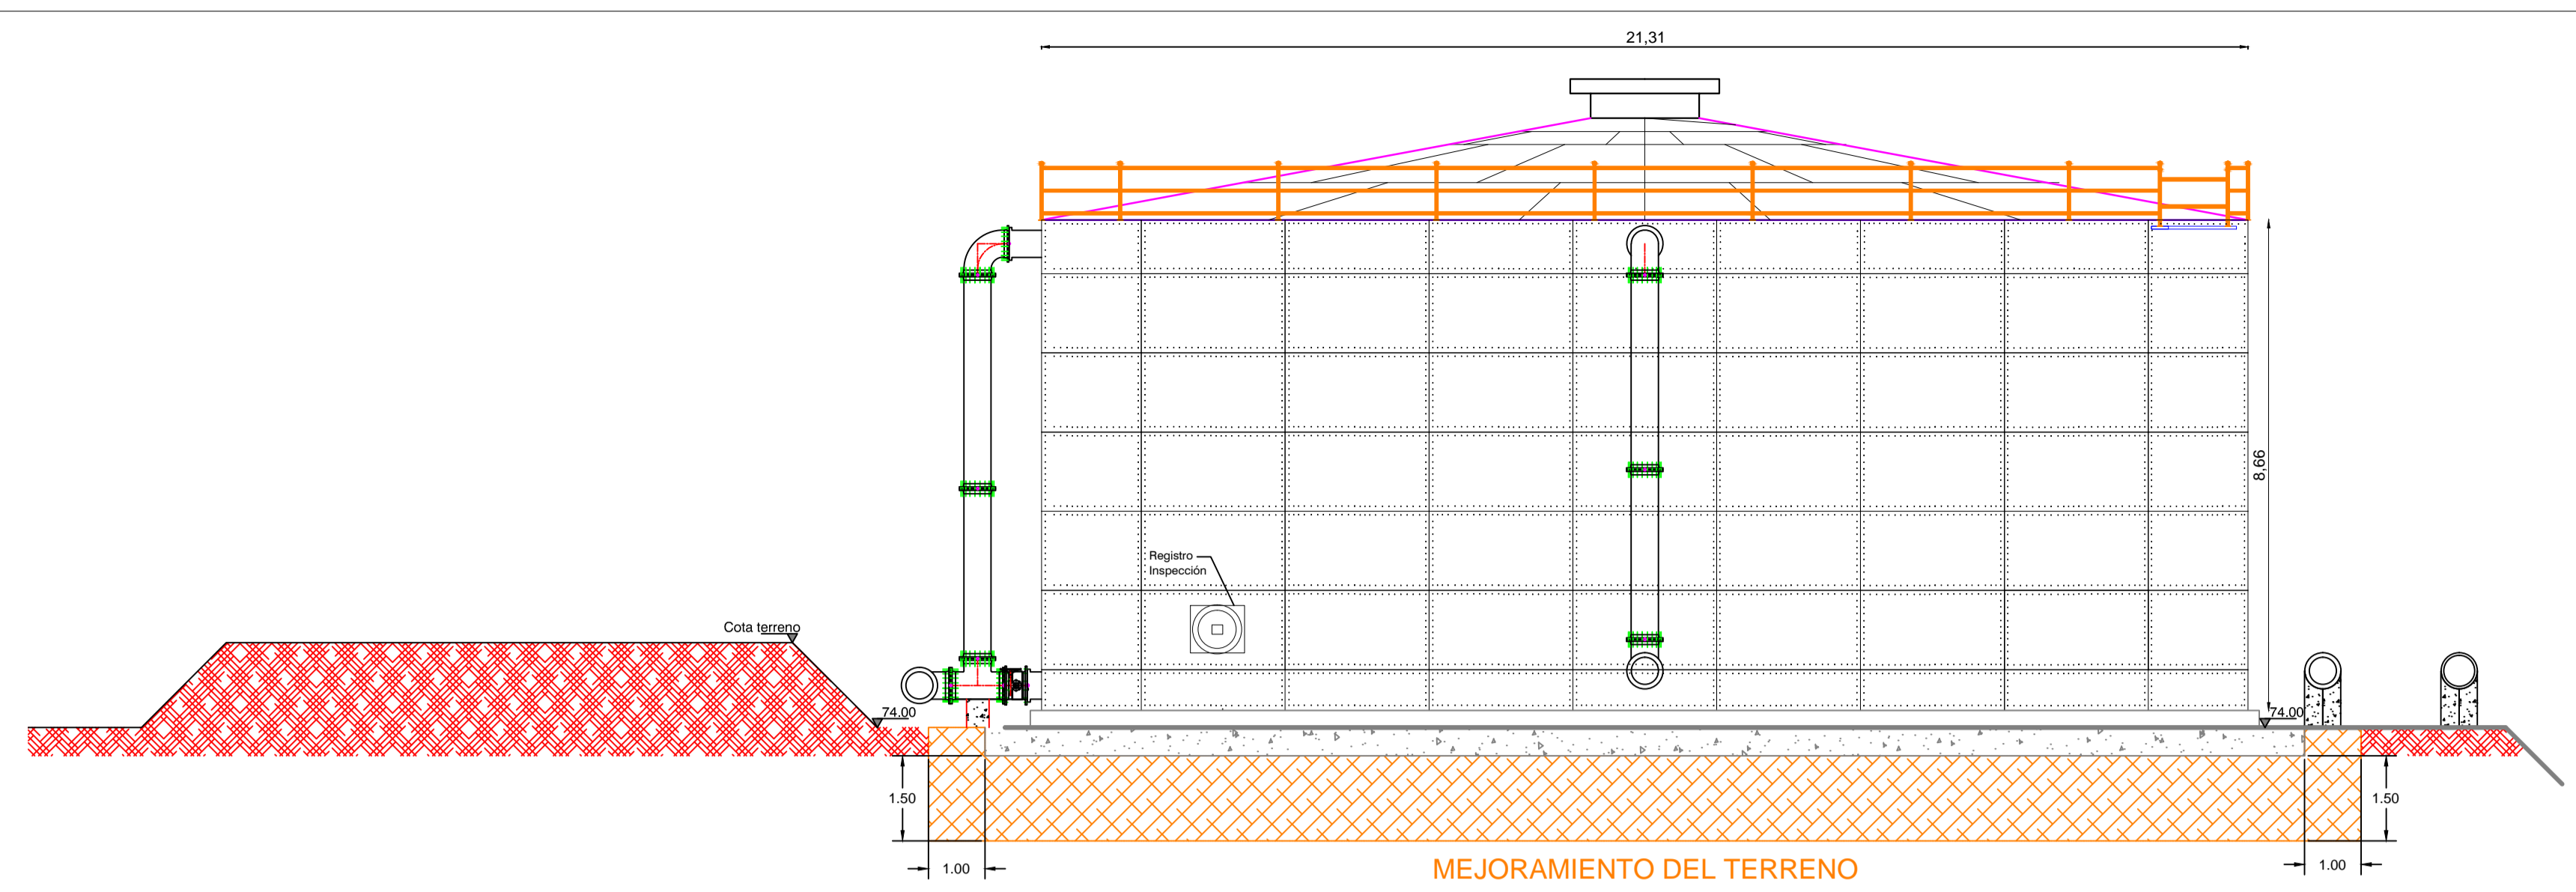 21,31
8,66
Registro
Inspección
Cota terreno
74.00
74.00
1.50
1.50
1.00
MEJORAMIENTO DEL TERRENO
1.00